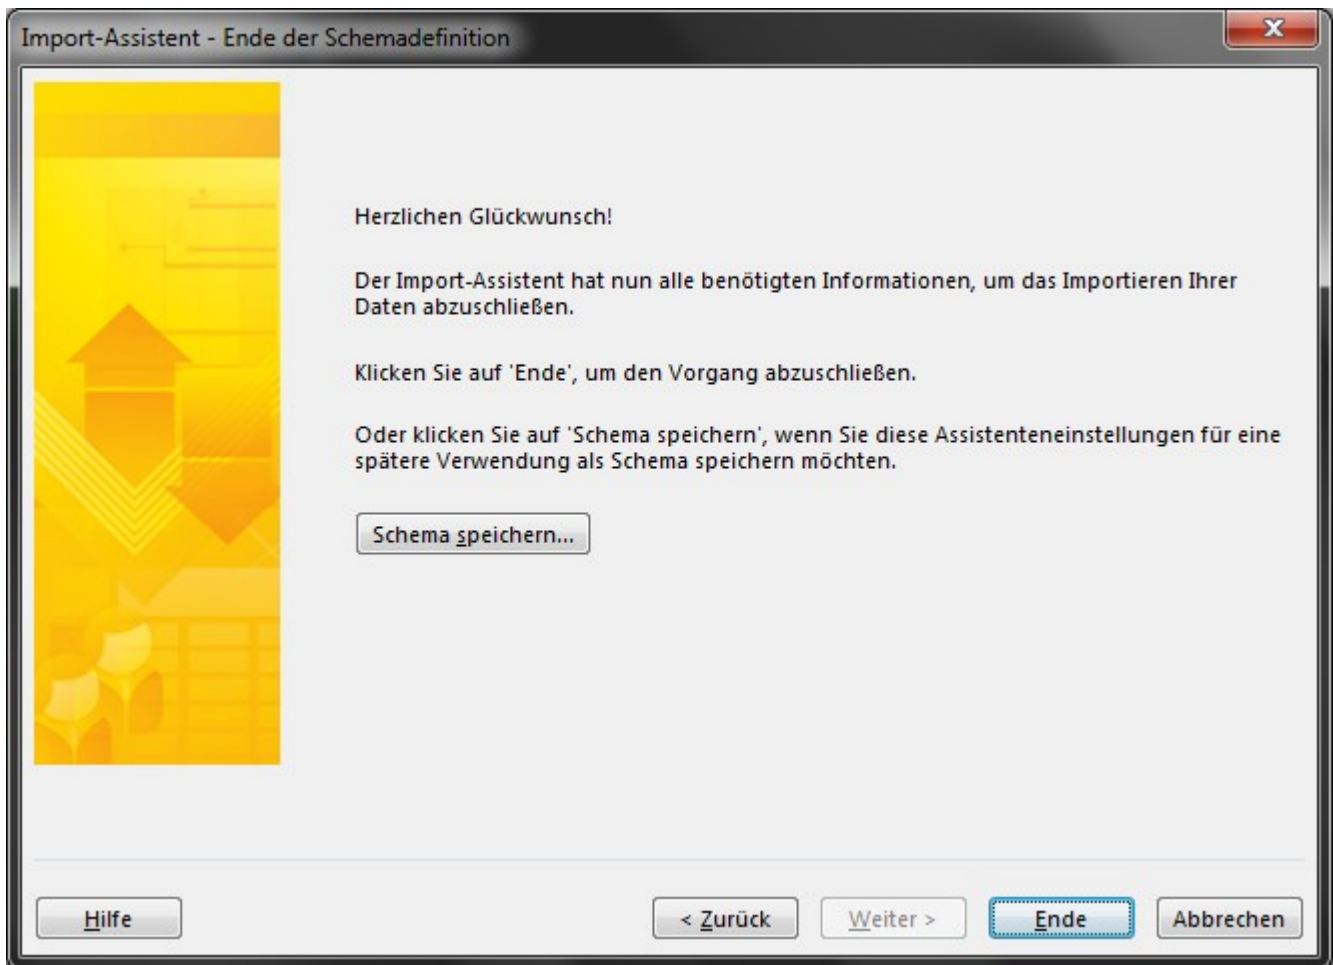 Import-Assistent - Ende der Schemadefinition
Herzlichen Glückwunsch!
Der Import-Assistent hat nun alle benötigten Informationen, um das Importieren Ihrer
Daten abzuschließen.
Klicken Sie auf 'Ende', um den Vorgang abzuschließen.
Oder klicken Sie auf 'Schema speichern', wenn Sie diese Assistenteneinstellungen für eine
spätere Verwendung als Schema speichern möchten.
Schema speichern...
Hilfe
< Zurück
Weiter >
Ende
Abbrechen